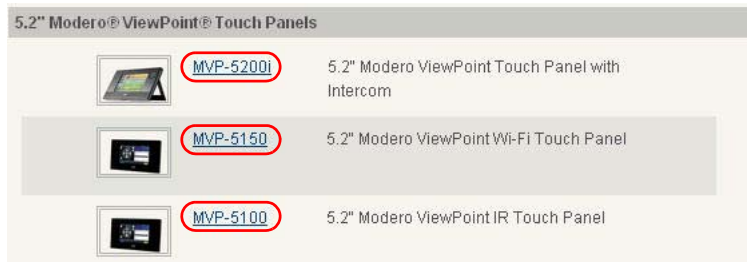 5.2" Modero® ViewPoint® Touch Panels
MVP-5200i 5.2" Modero ViewPoint Touch Panel with
Intercom
MVP-5150 5.2" Modero ViewPoint Wi-Fi Touch Panel
MVP-5100 5.2" Modero ViewPoint IR Touch Panel